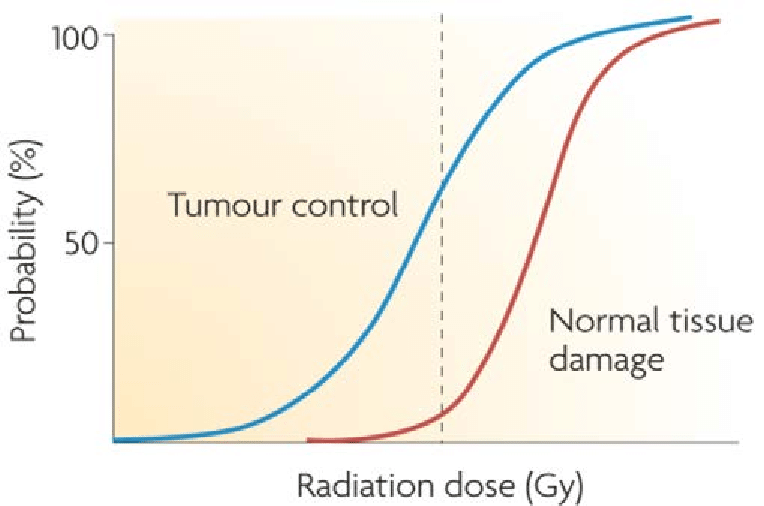 100
50
Probability (%)
Tumour control
Normal tissue
damage
Radiation dose (Gy)